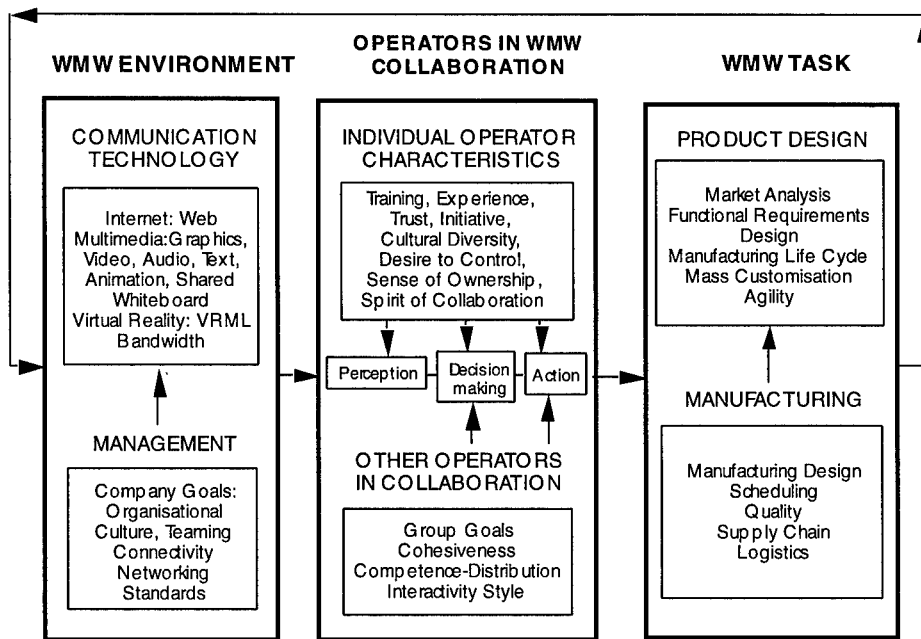 WMW ENVIRONMENT
COMMUNICATION
TECHNOLOGY
Internet: Web
Multimedia:Graphics,
Video, Audio, Text,
Animation, Shared
Whiteboard
Virtual Reality: VRML
Bandwidth
MANAGEMENT
Company Goals:
Organisational
Culture, Teaming
Connectivity
Networking
Standards
OPERATORS IN WMW
COLLABORATION
INDIVIDUAL OPERATOR
CHARACTERISTICS
Training, Experience,
Trust, Initiative,
Cultural Diversity,
Desire to Control,
Sense of Ownership,
Spirit of Collaboration
Perception
Decision
making
Action
OTHER OPERATORS
IN COLLABORATION
Group Goals
Cohesiveness
Competence-Distribution
Interactivity Style
WMW TASK
PRODUCT DESIGN
Market Analysis
Functional Requirements
Design
Manufacturing Life Cycle
Mass Customisation
Agility
MANUFACTURING
Manufacturing Design
Scheduling
Quality
Supply Chain
Logistics